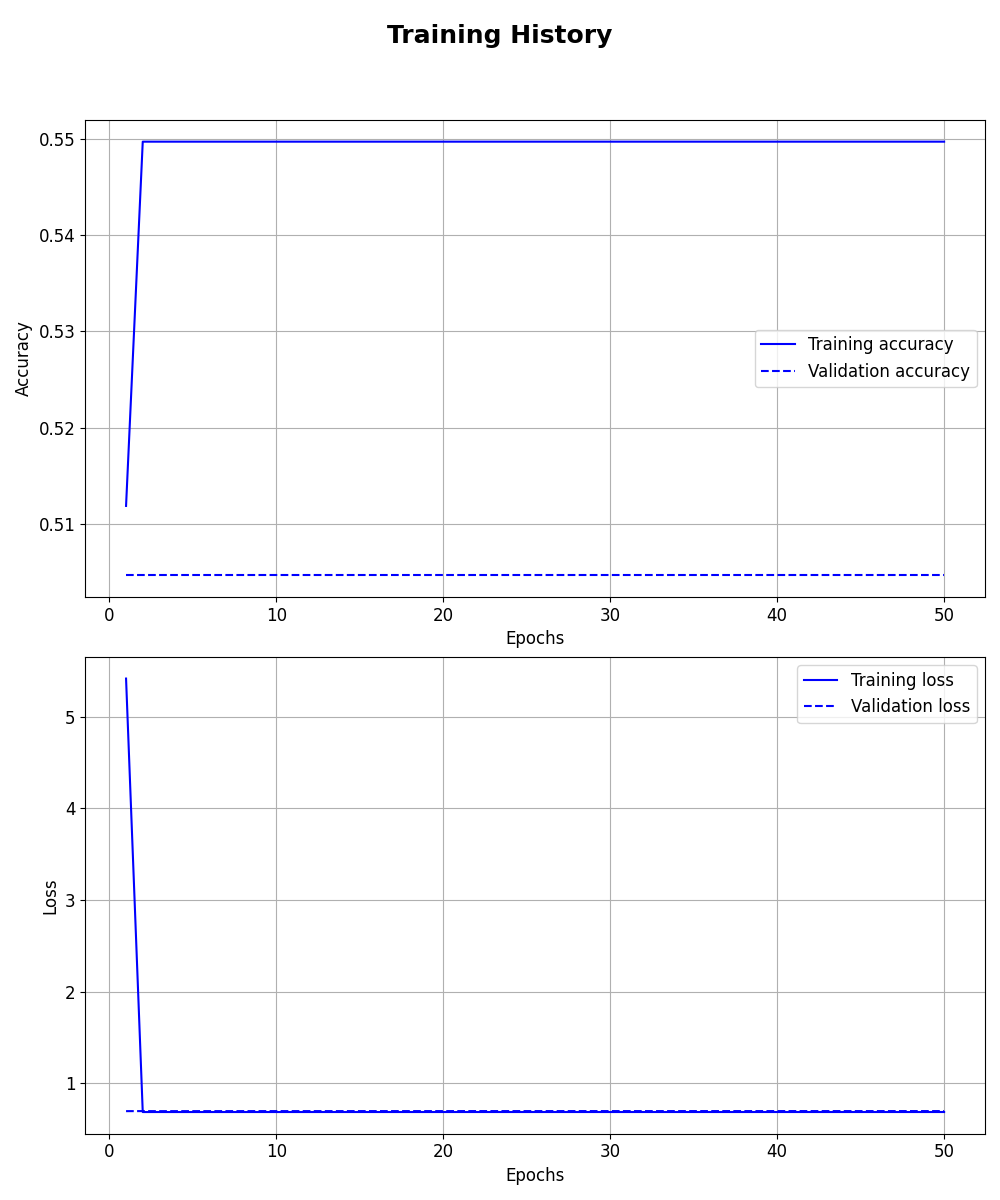 Training History
0.55
0.54
0.53
0.52
0.51
Accuracy
Training accuracy
Validation accuracy
0 10 20 30 40 50
Epochs
5
4
3
2
1
Loss
Training loss
Validation loss
0 10 20 30 40 50
Epochs